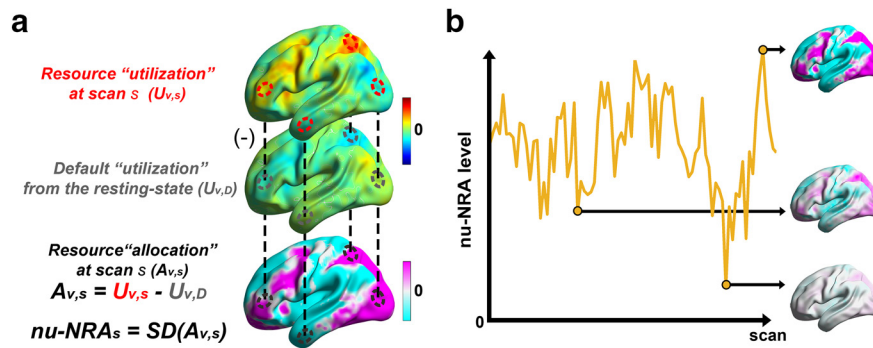 a
Resource “utilization”
at scan s (Uv,s)
0
(-)
Default “utilization”
from the resting-state (Uv,D)
Resource“allocation”
at scan s (Av,s)
Av,s = Uv,s - Uv,D
0
nu-NRAs = SD(Av,s)
b
nu-NRA level
0
scan